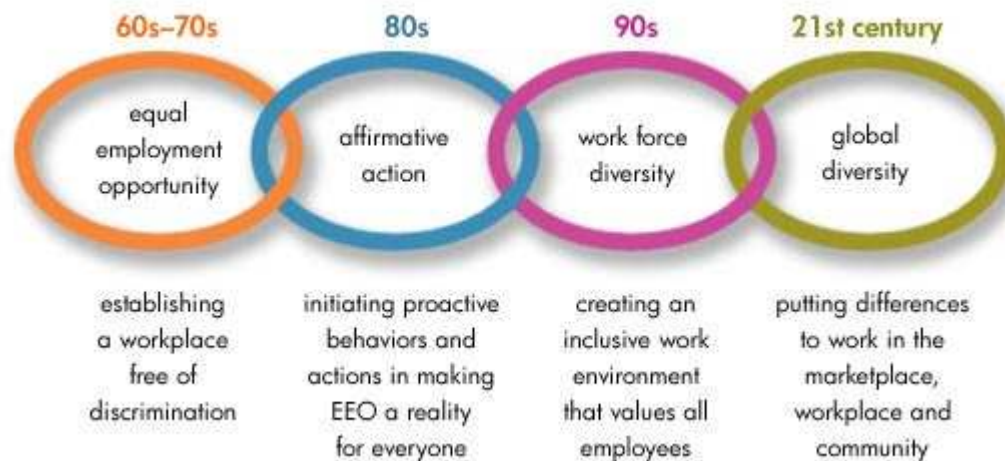 60s–70s
equal
employment
opportunity
establishing
a workplace
free of
discrimination
80s
affirmative
action
initiating proactive
behaviors and
actions in making
EEO a reality
for everyone
90s
work force
diversity
creating an
inclusive work
environment
that values all
employees
21st century
global
diversity
putting differences
to work in the
marketplace,
workplace and
community